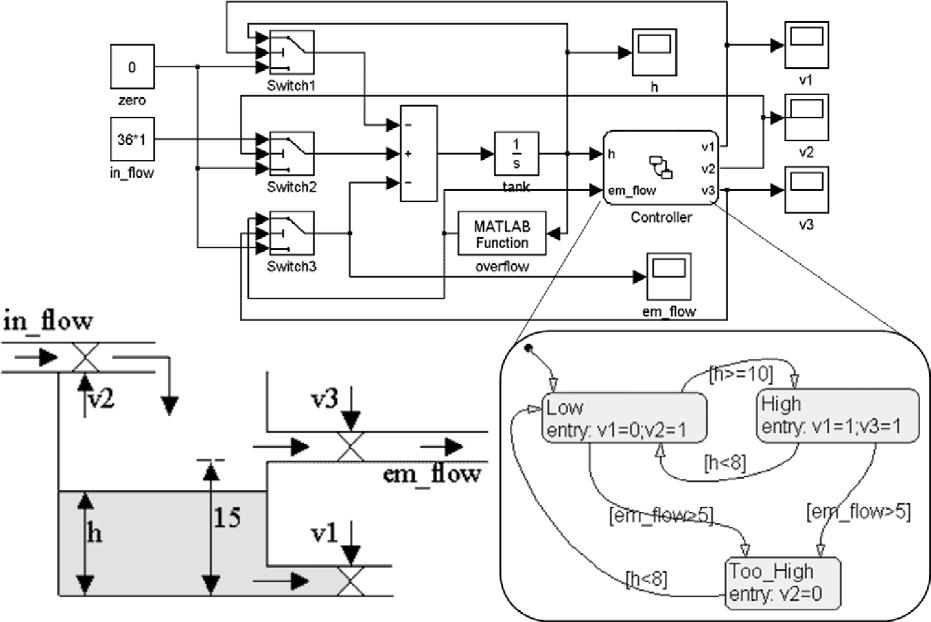 Switch1
h
v1
0
zero
36*1
in_flow
Switch2
−
+
−
1
s
tank
h
em_flow
v1
v2
v3
Controller
v2
v3
Switch3
MATLAB
Function
overflow
em_flow
in_flow
v2
v3
em_flow
15
h
v1
[h>=10]
Low
entry: v1=0;v2=1
High
entry: v1=1;v3=1
[h<8]
[em_flow>5]
[em_flow>5]
[h<8]
Too_High
entry: v2=0